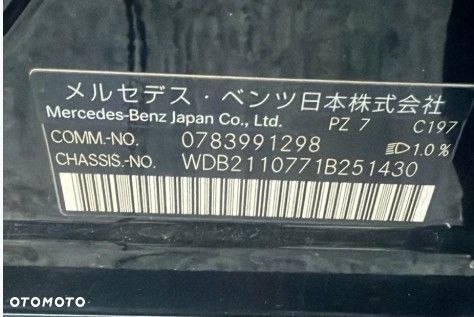 メルセデス・ベンツ日本株式会社
Mercedes-Benz Japan Co., Ltd. PZ 7 C197
COMM.-NO. 0783991298 1.0%
CHASSIS.-NO. WDB2110771B251430
OTOMOTO